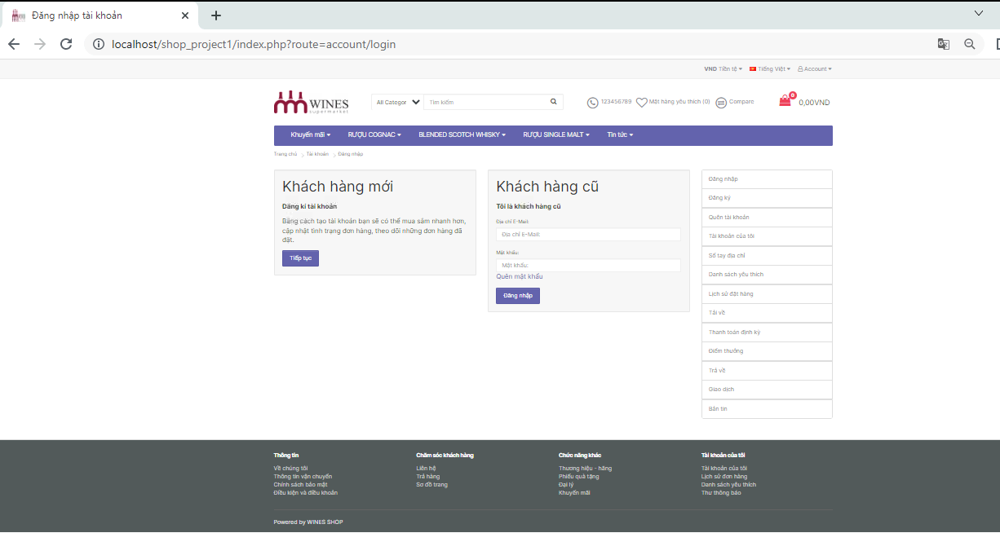 Đăng nhập tài khoản
localhost/shop_project1/index.php?route=account/login
VND Tiền tệ
Tiếng Việt
Account
WINES
supermarket
All Categor
Tìm kiếm
123456789
Mặt hàng yêu thích (0)
Compare
0
0,00VND
Khuyến mãi
RƯỢU COGNAC
BLENDED SCOTCH WHISKY
RƯỢU SINGLE MALT
Tin tức
Trang chủ
Tài khoản
Đăng nhập
Khách hàng mới
Đăng kí tài khoản
Bằng cách tạo tài khoản bạn sẽ có thể mua sắm nhanh hơn,
cập nhật tình trạng đơn hàng, theo dõi những đơn hàng đã
đặt.
Tiếp tục
Khách hàng cũ
Tôi là khách hàng cũ
Địa chỉ E-Mail:
Địa chỉ E-Mail:
Mật khẩu:
Mật khẩu:
Quên mật khẩu
Đăng nhập
Đăng nhập
Đăng ký
Quên tài khoản
Tài khoản của tôi
Sổ tay địa chỉ
Danh sách yêu thích
Lịch sử đặt hàng
Tải về
Thanh toán định kỳ
Điểm thưởng
Trả về
Giao dịch
Bản tin
Thông tin
Về chúng tôi
Thông tin vận chuyển
Chính sách bảo mật
Điều kiện và điều khoản
Chăm sóc khách hàng
Liên hệ
Trả hàng
Sơ đồ trang
Chức năng khác
Thương hiệu - hãng
Phiếu quà tặng
Đại lý
Khuyến mãi
Tài khoản của tôi
Tài khoản của tôi
Lịch sử đơn hàng
Danh sách yêu thích
Thư thông báo
Powered by WINES SHOP